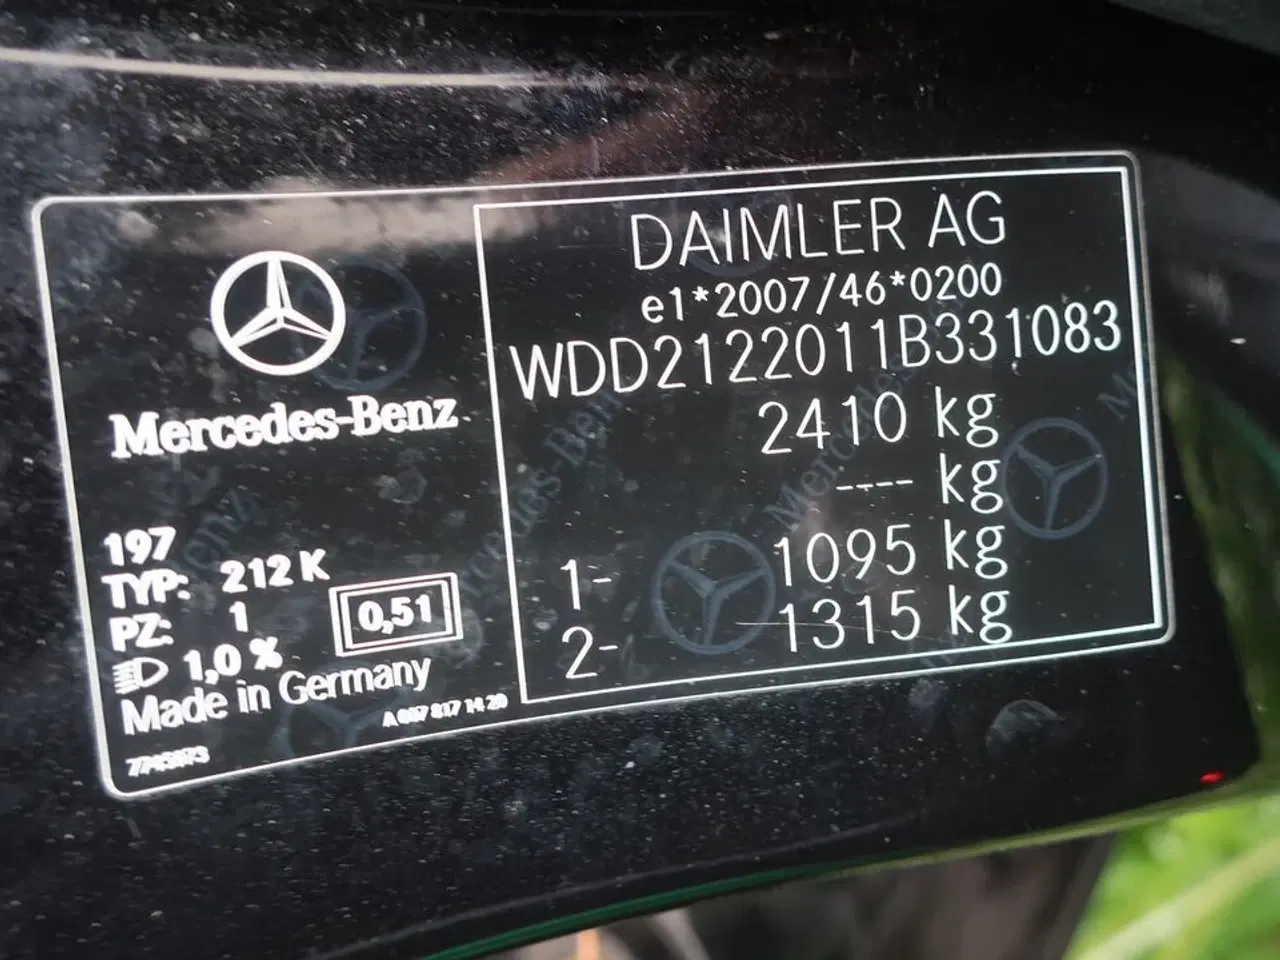 Mercedes-Benz
197
TYP: 212 K
PZ: 1
1,0 %
0,51
Made in Germany
DAIMLER AG
e1*2007/46*0200
WDD2122011B331083
2410 kg
---- kg
1- 1095 kg
2- 1315 kg